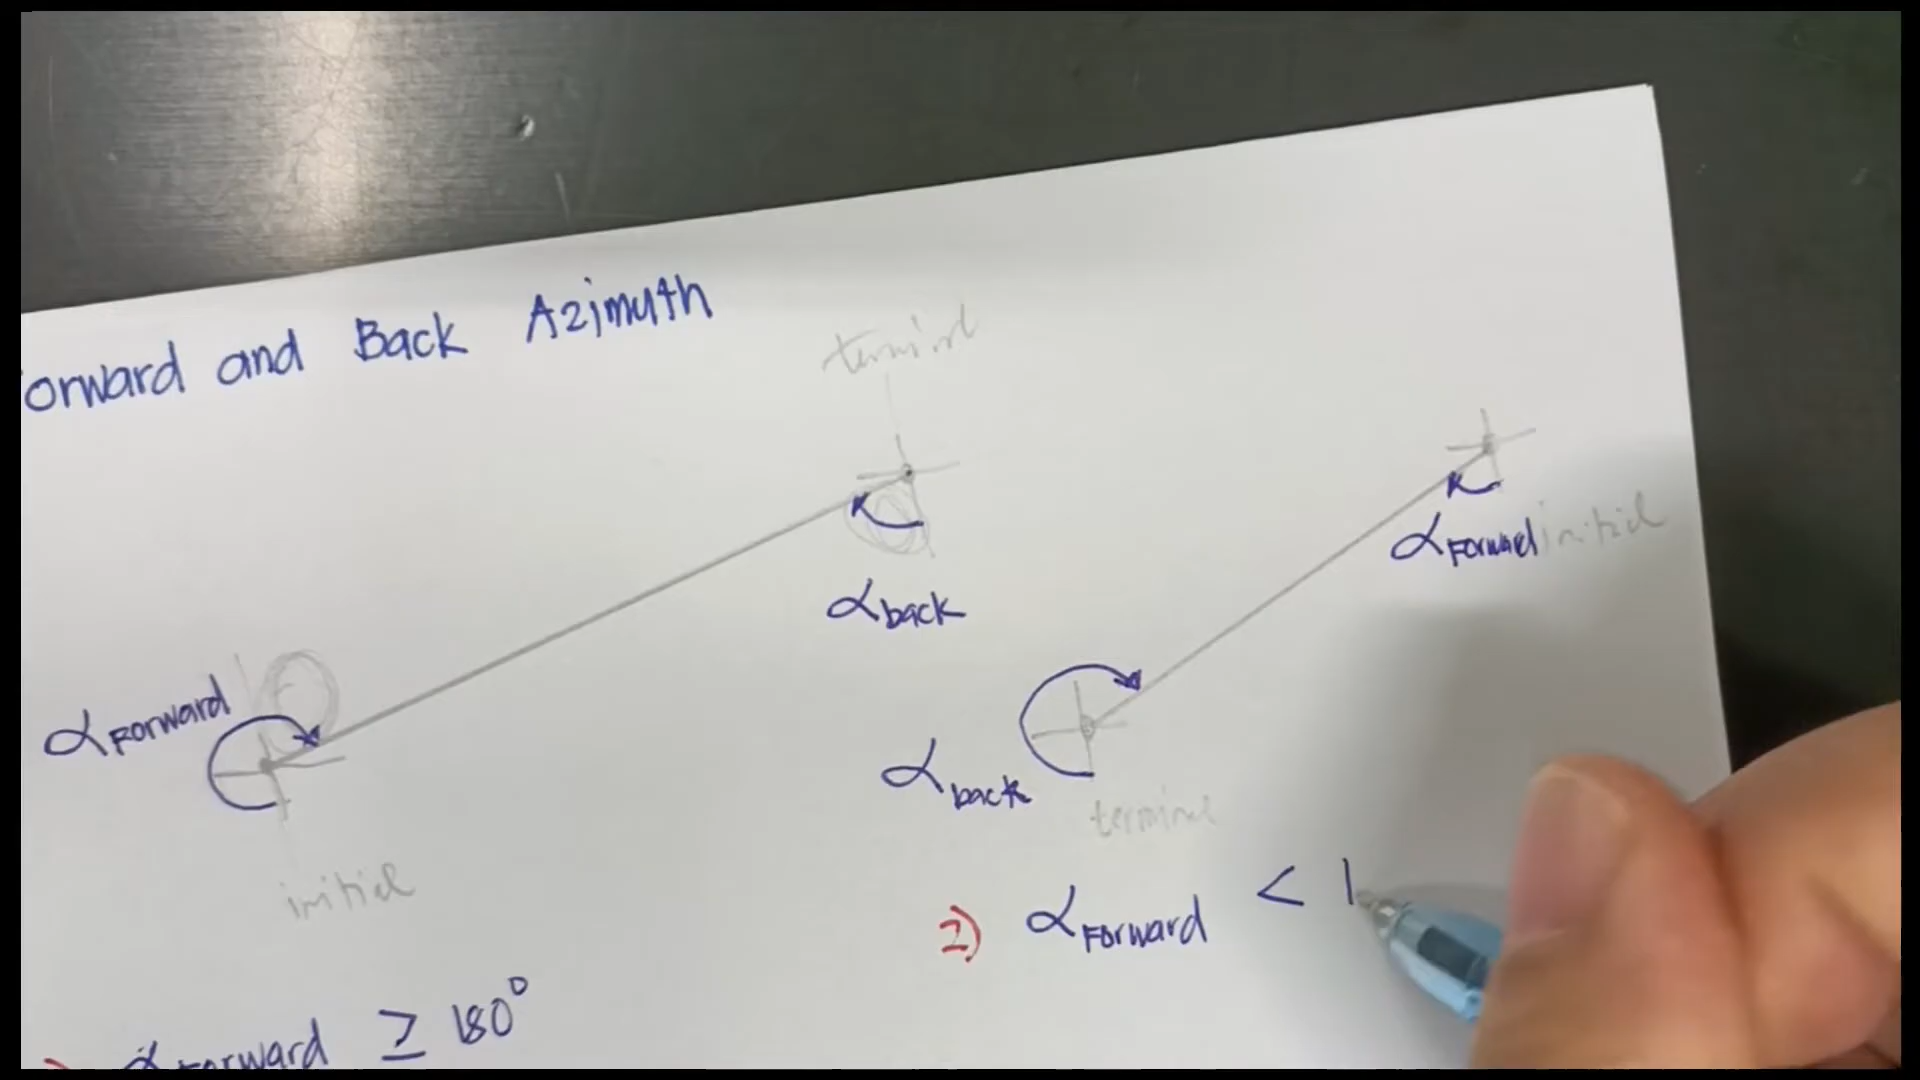 orward and Back Azimuth
terminal
α Forward
initial
α back
α Forward
initial
α back
terminal
2) α Forward < 1
) α Forward ≥ 180°